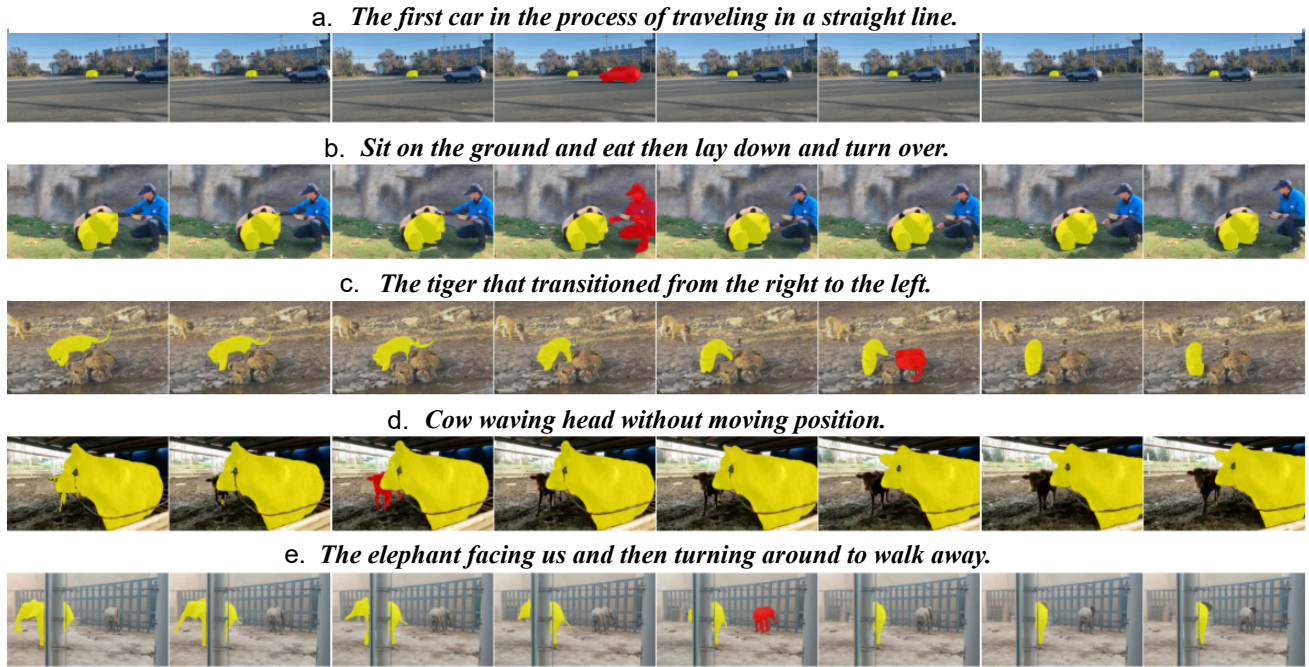 a. The first car in the process of traveling in a straight line.
b. Sit on the ground and eat then lay down and turn over.
c. The tiger that transitioned from the right to the left.
d. Cow waving head without moving position.
e. The elephant facing us and then turning around to walk away.